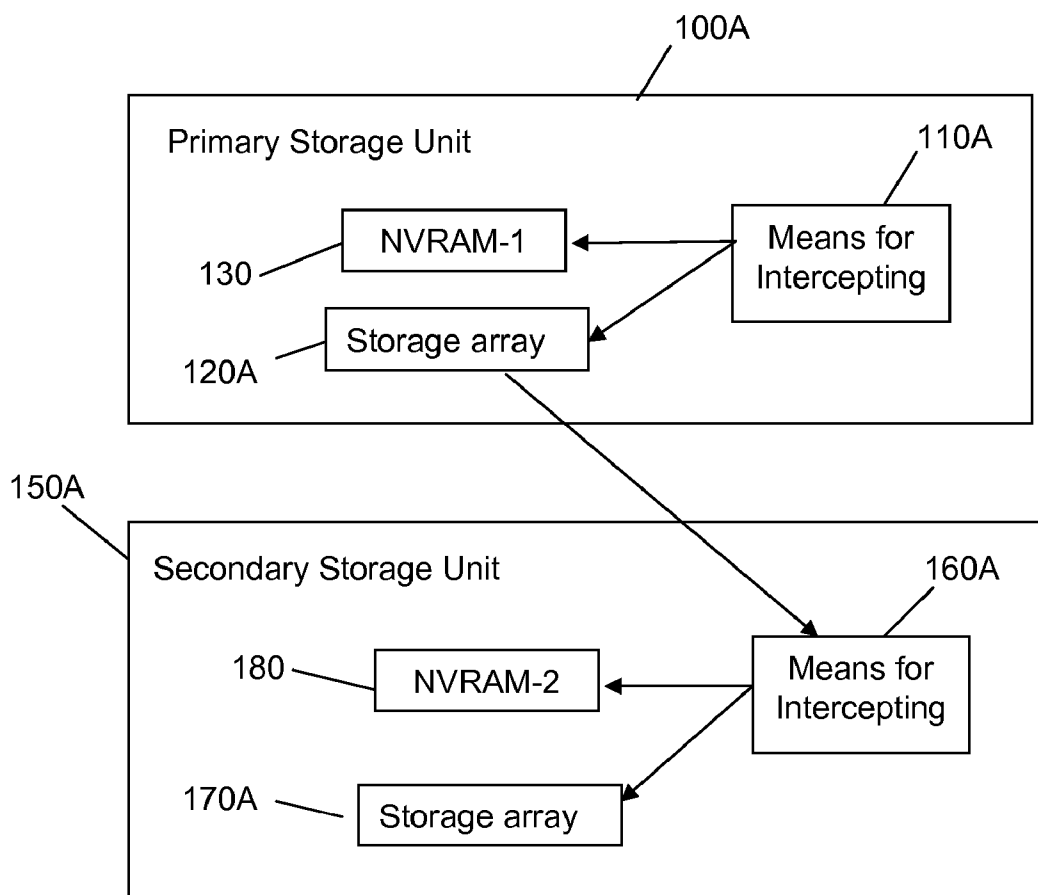 100A
Primary Storage Unit
110A
NVRAM-1
Means for
Intercepting
130
Storage array
120A
150A
Secondary Storage Unit
160A
180
NVRAM-2
Means for
Intercepting
170A
Storage array